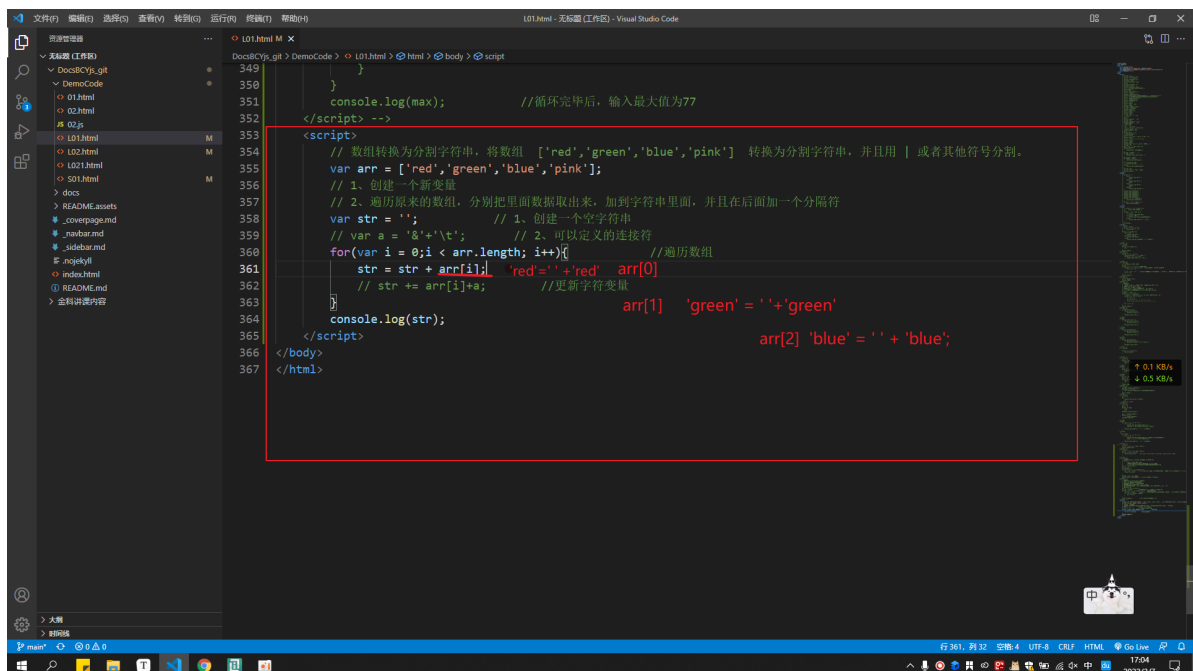 文件(F) 编辑(E) 选择(S) 查看(V) 转到(G) 运行(R) 终端(T) 帮助(H) L01.html - 无标题 (工作区) - Visual Studio Code
资源管理器 ··· L01.html M ×
无标题 (工作区) DocsBCYjs_git > DemoCode > L01.html > html > body > script
DocsBCYjs_git
DemoCode
01.html
02.html
JS 02.js
L01.html M
L02.html M
L021.html
S01.html M
docs
README.assets
_coverpage.md
_navbar.md
_sidebar.md
.nojekyll
index.html
README.md
金科讲课内容
大纲
时间线
349 }
350 }
351 console.log(max); //循环完毕后，输入最大值为77
352 </script> -->
353 <script>
354 // 数组转换为分割字符串，将数组 ['red','green','blue','pink'] 转换为分割字符串，并且用 | 或者其他符号分割。
355 var arr = ['red','green','blue','pink'];
356 // 1、创建一个新变量
357 // 2、遍历原来的数组，分别把里面数据取出来，加到字符串里面，并且在后面加一个分隔符
358 var str = ''; // 1、创建一个空字符串
359 // var a = '&'+'\t'; // 2、可以定义的连接符
360 for(var i = 0;i < arr.length; i++){ //遍历数组
361 str = str + arr[i]; 'red'=' '+'red' arr[0]
362 // str += arr[i]+a; //更新字符变量
363 } arr[1] 'green' = ' '+'green'
364 console.log(str);
365 </script> arr[2] 'blue' = ' ' + 'blue';
366 </body>
367 </html>
↑ 0.1 KB/s
↓ 0.5 KB/s
中
main* 0 0 行 361，列 32 空格: 4 UTF-8 CRLF HTML Go Live
中 17:04